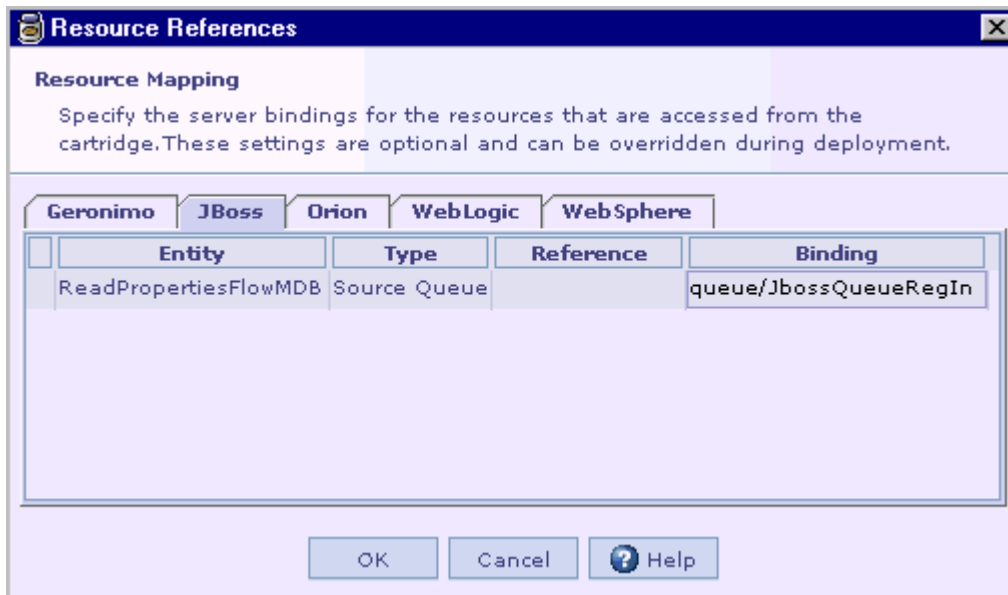 Resource References
Resource Mapping
Specify the server bindings for the resources that are accessed from the
cartridge.These settings are optional and can be overridden during deployment.
Geronimo JBoss Orion WebLogic WebSphere
Entity Type Reference Binding
ReadPropertiesFlowMDB Source Queue queue/JbossQueueRegIn
OK Cancel Help